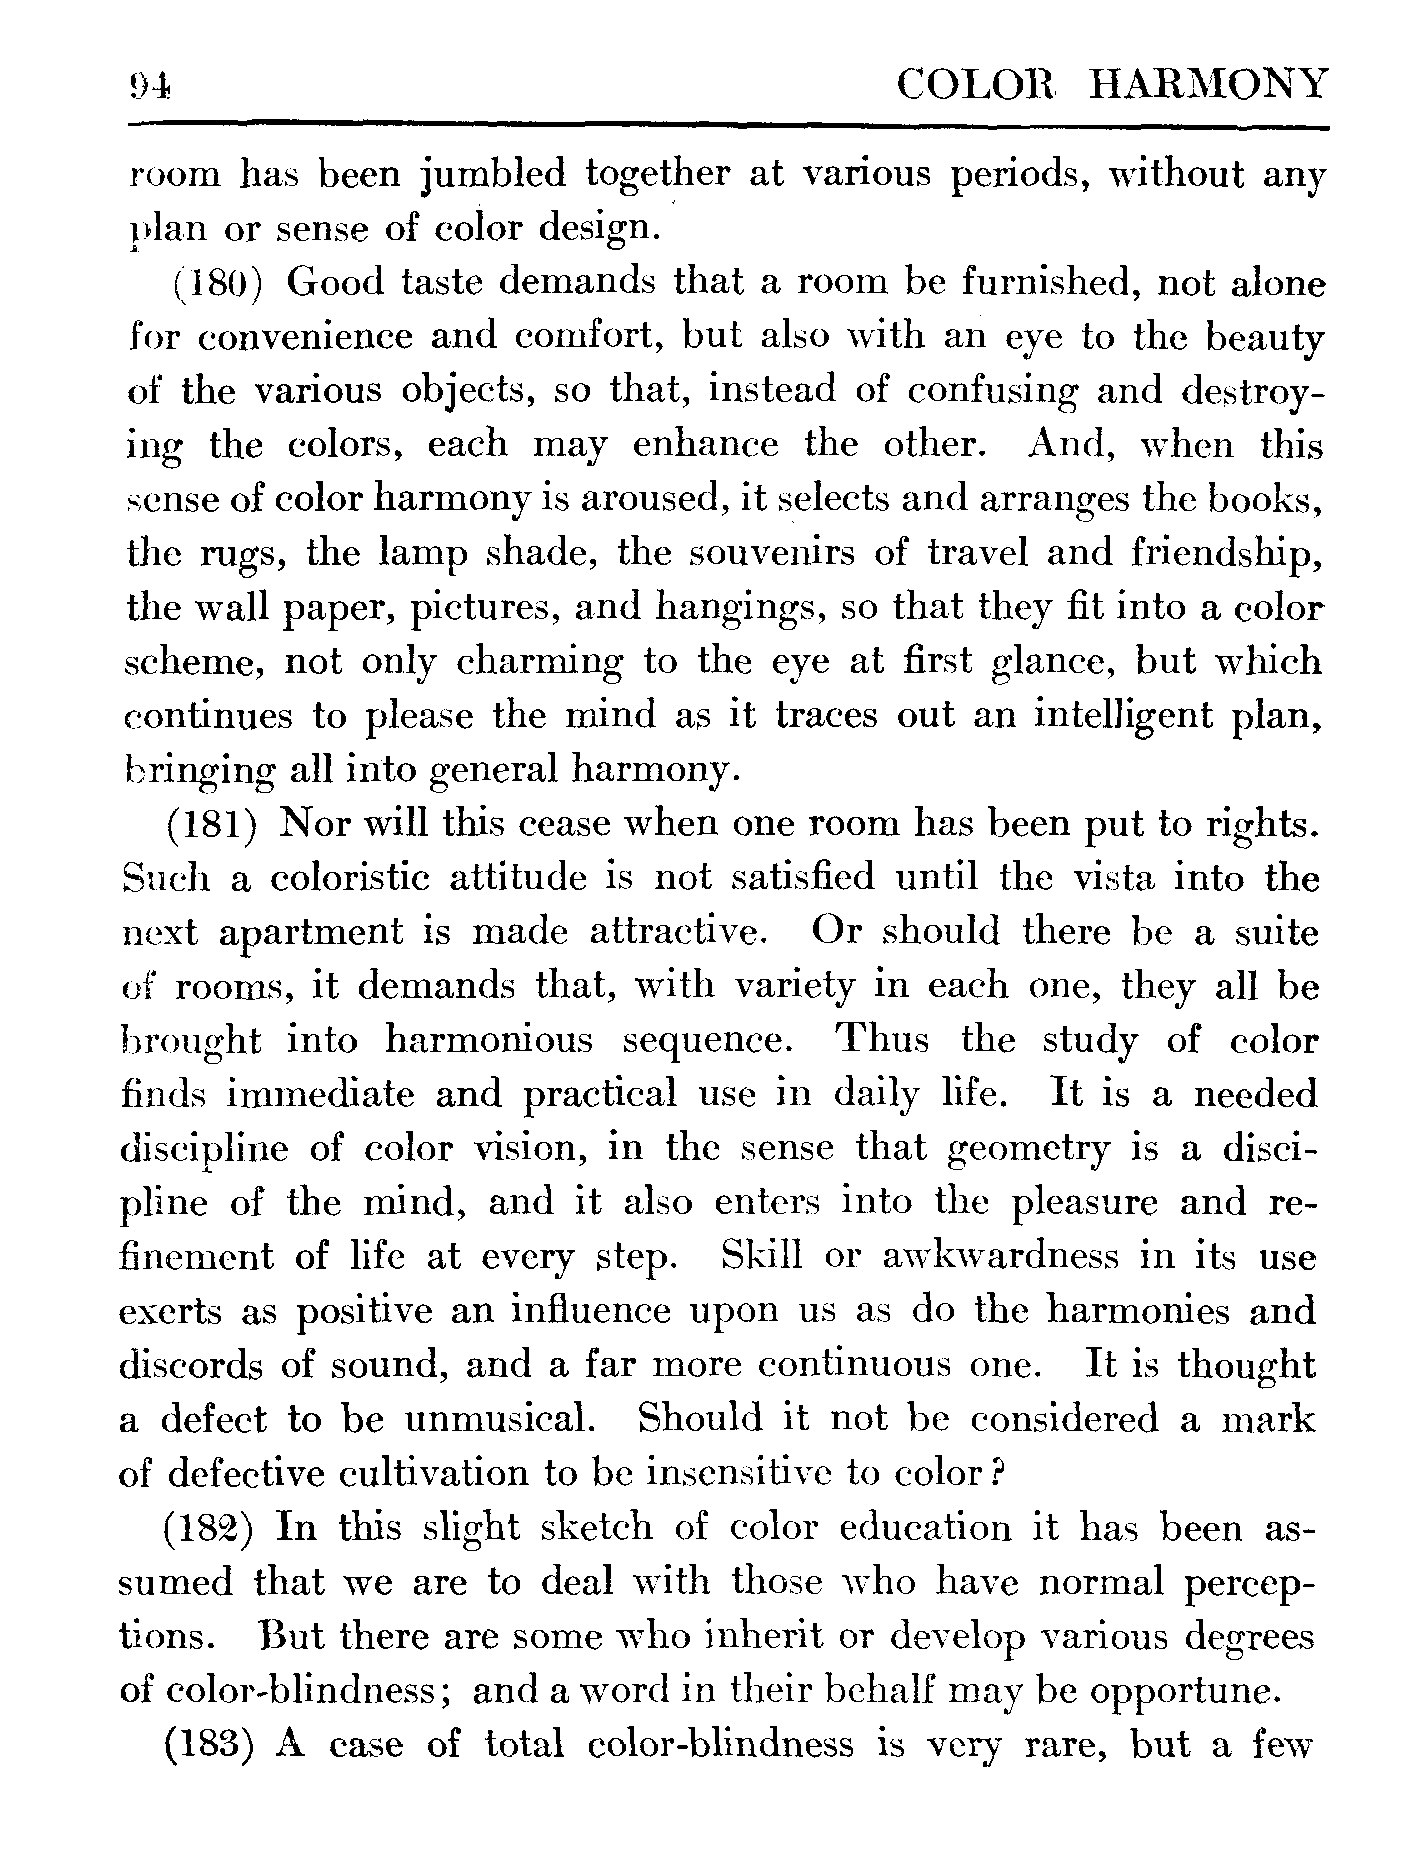 94 COLOR HARMONY
room has been jumbled together at various periods, without any
plan or sense of color design.
(180) Good taste demands that a room be furnished, not alone
for convenience and comfort, but also with an eye to the beauty
of the various objects, so that, instead of confusing and destroy-
ing the colors, each may enhance the other. And, when this
sense of color harmony is aroused, it selects and arranges the books,
the rugs, the lamp shade, the souvenirs of travel and friendship,
the wall paper, pictures, and hangings, so that they fit into a color
scheme, not only charming to the eye at first glance, but which
continues to please the mind as it traces out an intelligent plan,
bringing all into general harmony.
(181) Nor will this cease when one room has been put to rights.
Such a coloristic attitude is not satisfied until the vista into the
next apartment is made attractive. Or should there be a suite
of rooms, it demands that, with variety in each one, they all be
brought into harmonious sequence. Thus the study of color
finds immediate and practical use in daily life. It is a needed
discipline of color vision, in the sense that geometry is a disci-
pline of the mind, and it also enters into the pleasure and re-
finement of life at every step. Skill or awkwardness in its use
exerts as positive an influence upon us as do the harmonies and
discords of sound, and a far more continuous one. It is thought
a defect to be unmusical. Should it not be considered a mark
of defective cultivation to be insensitive to color?
(182) In this slight sketch of color education it has been as-
sumed that we are to deal with those who have normal percep-
tions. But there are some who inherit or develop various degrees
of color-blindness; and a word in their behalf may be opportune.
(183) A case of total color-blindness is very rare, but a few